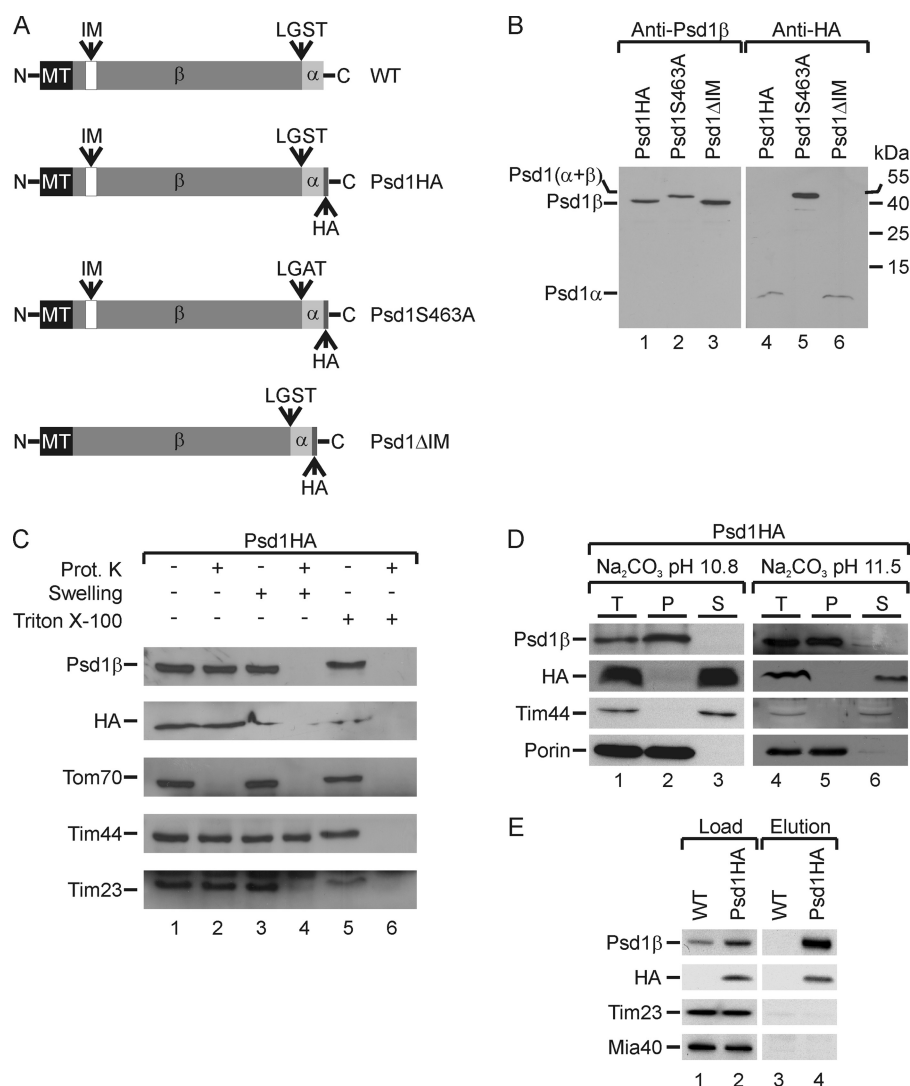 A
IM LGST
N MT β α C WT
IM LGST
N MT β α C Psd1HA
HA
IM LGAT
N MT β α C Psd1S463A
HA
LGST
N MT β α C Psd1ΔIM
HA
B
Anti-Psd1β Anti-HA
Psd1HA Psd1S463A Psd1ΔIM Psd1HA Psd1S463A Psd1ΔIM
kDa
Psd1(α+β) 55
Psd1β 40
25
15
Psd1α
1 2 3 4 5 6
C
Psd1HA
Prot. K - + - + - +
Swelling - - + + - -
Triton X-100 - - - - + +
Psd1β
HA
Tom70
Tim44
Tim23
1 2 3 4 5 6
D
Psd1HA
Na₂CO₃ pH 10.8 Na₂CO₃ pH 11.5
T P S T P S
Psd1β
HA
Tim44
Porin
1 2 3 4 5 6
E
Load Elution
WT Psd1HA WT Psd1HA
Psd1β
HA
Tim23
Mia40
1 2 3 4